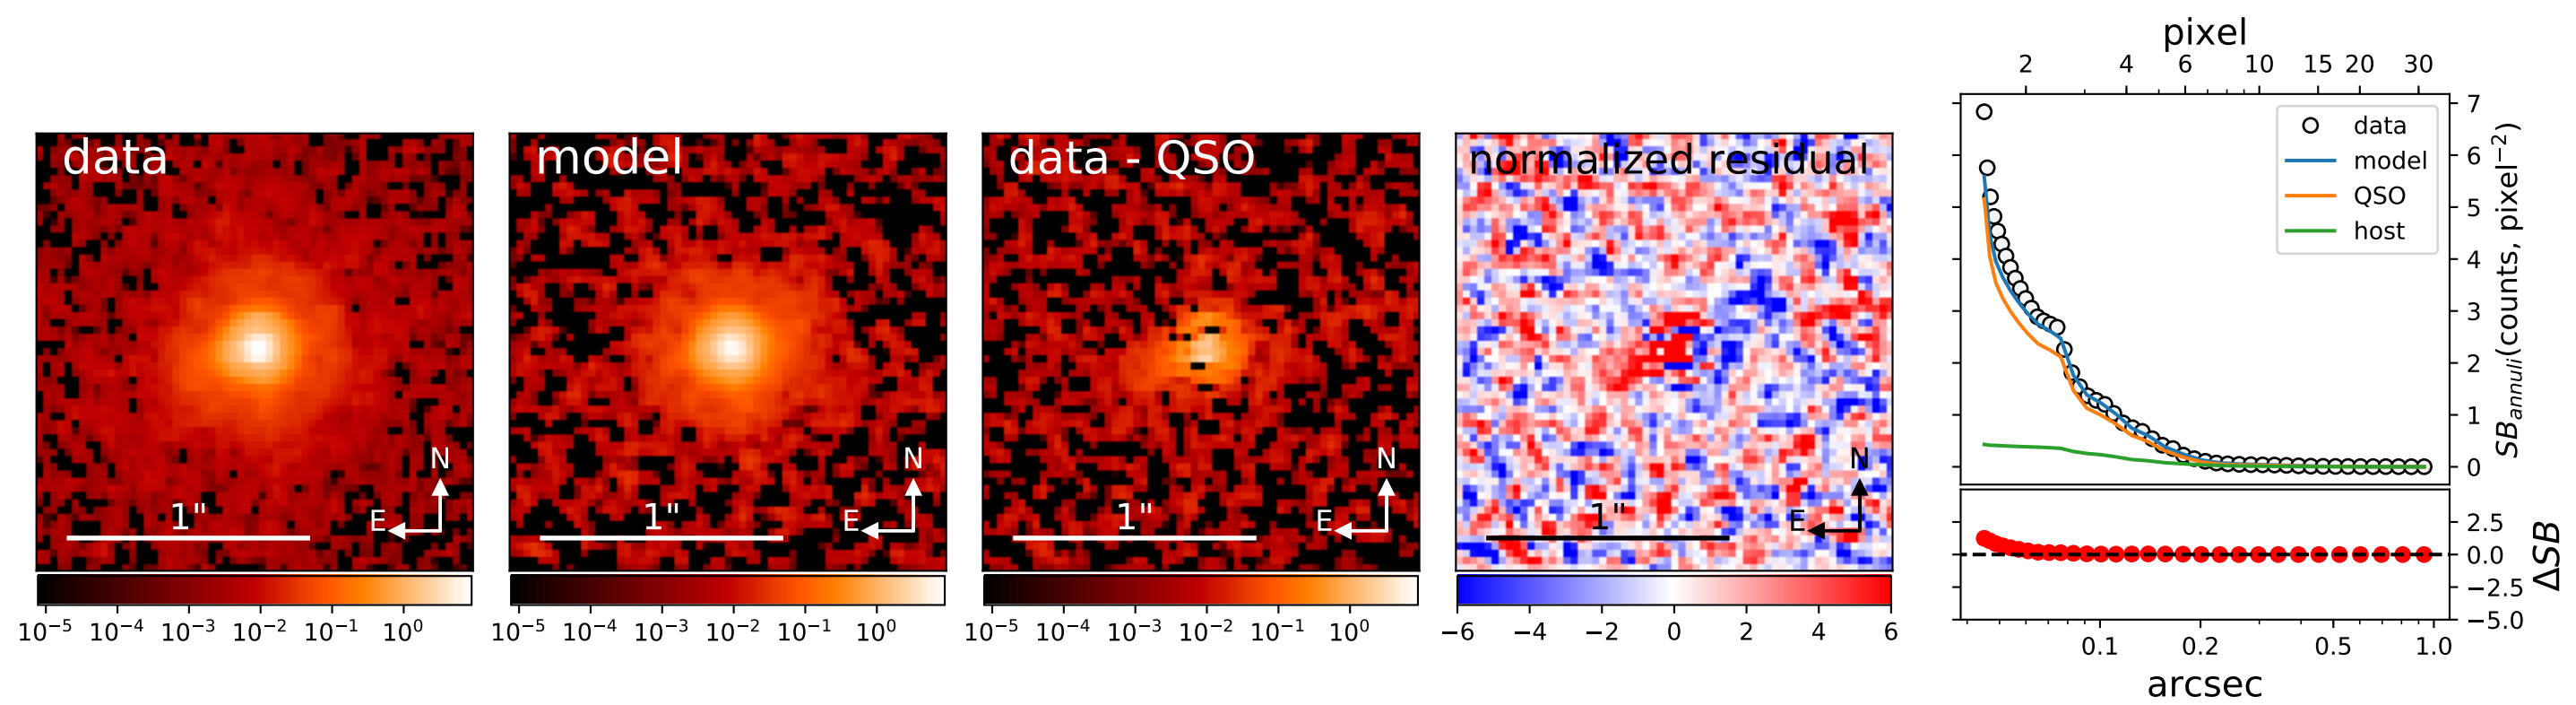 data
N
E
1"
10⁻⁵ 10⁻⁴ 10⁻³ 10⁻² 10⁻¹ 10⁰
model
N
E
1"
10⁻⁵ 10⁻⁴ 10⁻³ 10⁻² 10⁻¹ 10⁰
data - QSO
N
E
1"
10⁻⁵ 10⁻⁴ 10⁻³ 10⁻² 10⁻¹ 10⁰
normalized residual
N
E
1"
−6 −4 −2 0 2 4 6
pixel
2 4 6 10 15 20 30
data
model
QSO
host
7
6
5
4
3
2
1
0
SB_annuli(counts, pixel⁻²)
2.5
0.0
−2.5
−5.0
ΔSB
0.1 0.2 0.5 1.0
arcsec